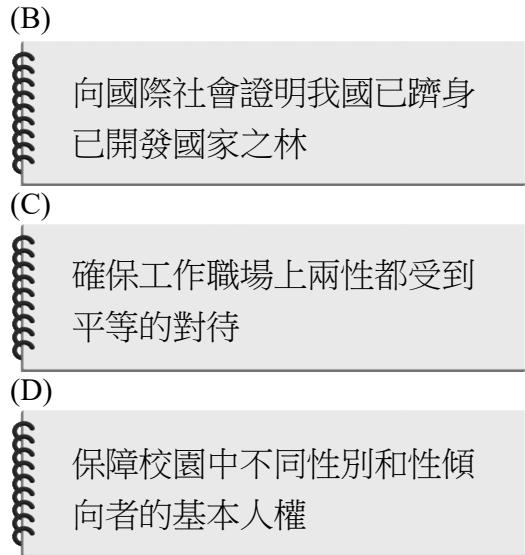 (B)
向國際社會證明我國已躋身
已開發國家之林
(C)
確保工作職場上兩性都受到
平等的對待
(D)
保障校園中不同性別和性傾
向者的基本人權